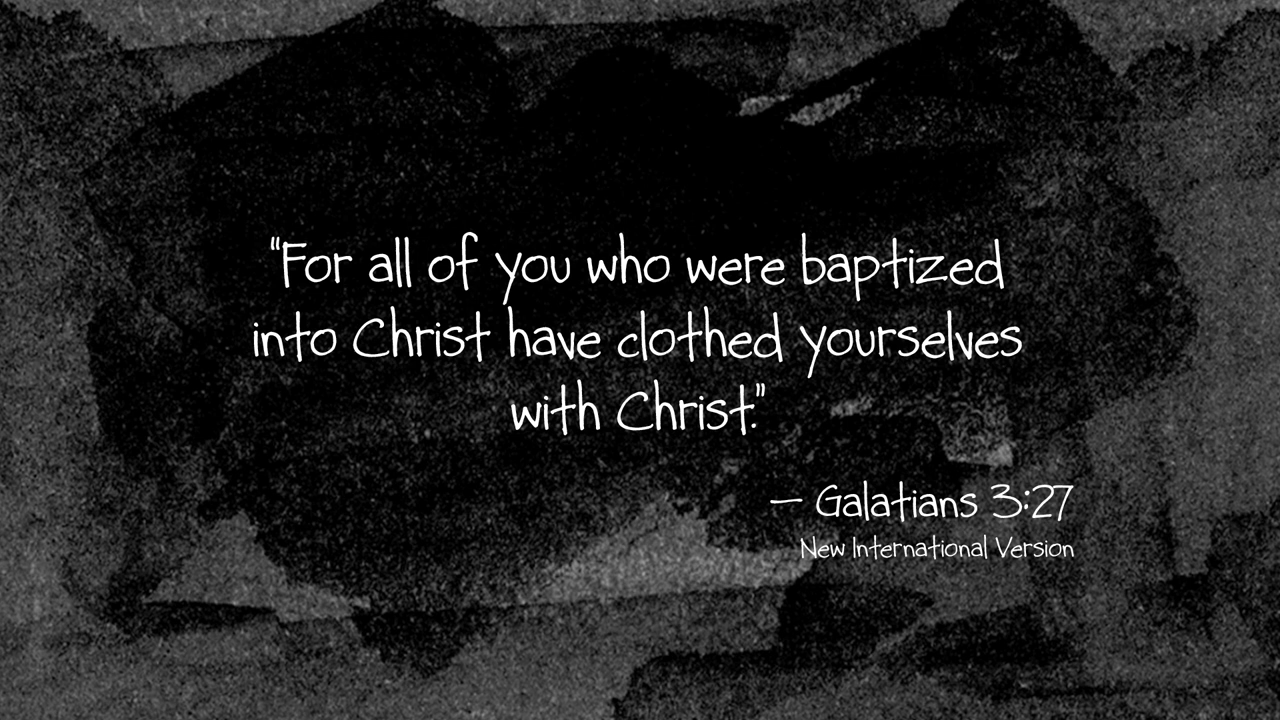 "For all of you who were baptized
into Christ have clothed yourselves
with Christ."
— Galatians 3:27
New International Version